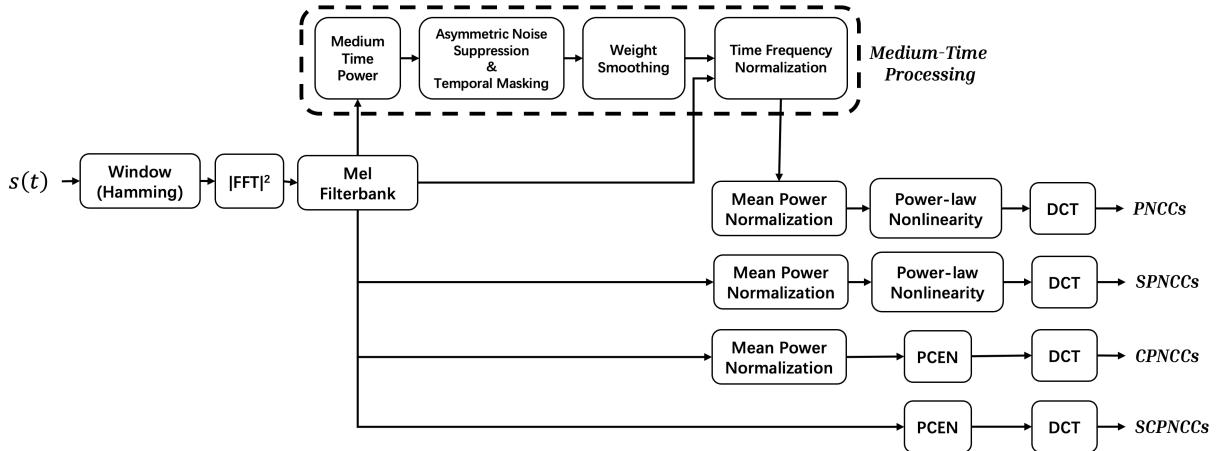 Medium
Time
Power
Asymmetric Noise
Suppression
&
Temporal Masking
Weight
Smoothing
Time Frequency
Normalization
Medium-Time
Processing
s(t)
Window
(Hamming)
|FFT|²
Mel
Filterbank
Mean Power
Normalization
Power-law
Nonlinearity
DCT
PNCCs
Mean Power
Normalization
Power-law
Nonlinearity
DCT
SPNCCs
Mean Power
Normalization
PCEN
DCT
CPNCCs
PCEN
DCT
SCPNCCs